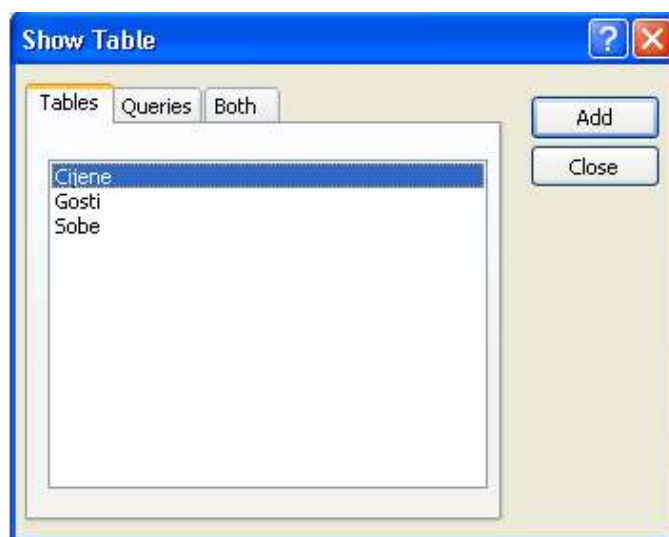 Show Table
Tables Queries Both
Add
Close
Cijene
Gosti
Sobe